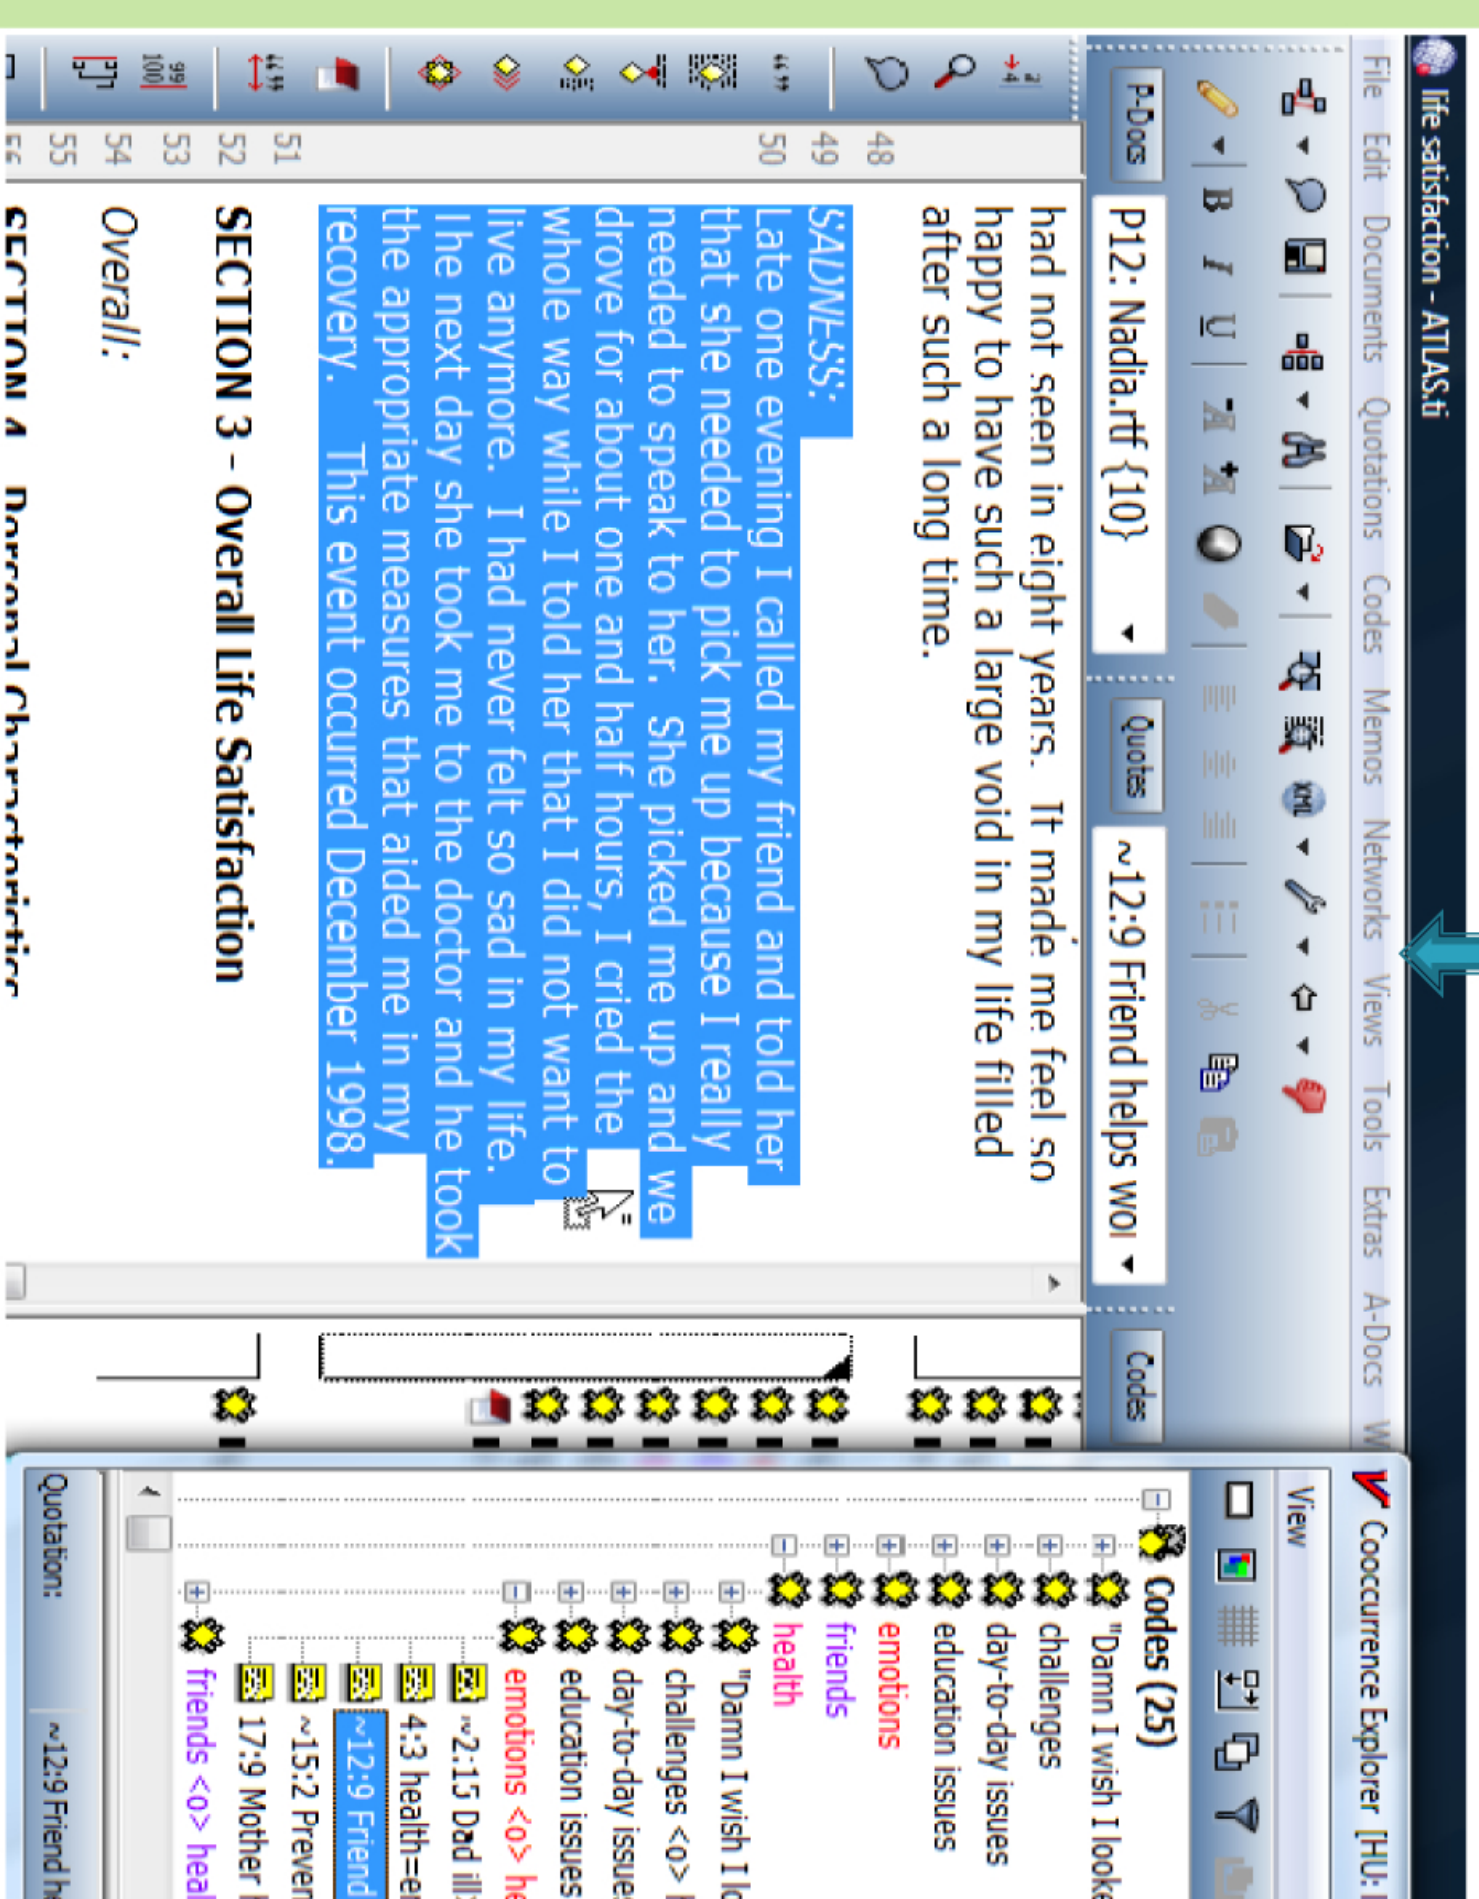 life satisfaction - ATLAS.ti
File Edit Documents Quotations Codes Memos Networks Views Tools Extras A-Docs W
XML
B I U A A
P-Docs P12: Nadia.rtf {10} Quotes ~12:9 Friend helps wor Codes
had not seen in eight years. It made me feel so
happy to have such a large void in my life filled
after such a long time.
48
49 SADNESS:
50 Late one evening I called my friend and told her
that she needed to pick me up because I really
needed to speak to her. She picked me up and we
drove for about one and half hours, I cried the
whole way while I told her that I did not want to
live anymore. I had never felt so sad in my life.
The next day she took me to the doctor and he took
the appropriate measures that aided me in my
recovery. This event occurred December 1998.
51
52 SECTION 3 – Overall Life Satisfaction
53
54 Overall:
55
56 SECTION 4 Personal Characteristics
Cooccurrence Explorer [HU:
View
Codes (25)
"Damn I wish I looke
challenges
day-to-day issues
education issues
emotions
friends
health
"Damn I wish I lo
challenges <o>
day-to-day issue
education issues
emotions <o> he
~2:15 Dad ill
4:3 health=e
~12:9 Friend
~15:2 Preven
17:9 Mother
friends <o> heal
Quotation: ~12:9 Friend he